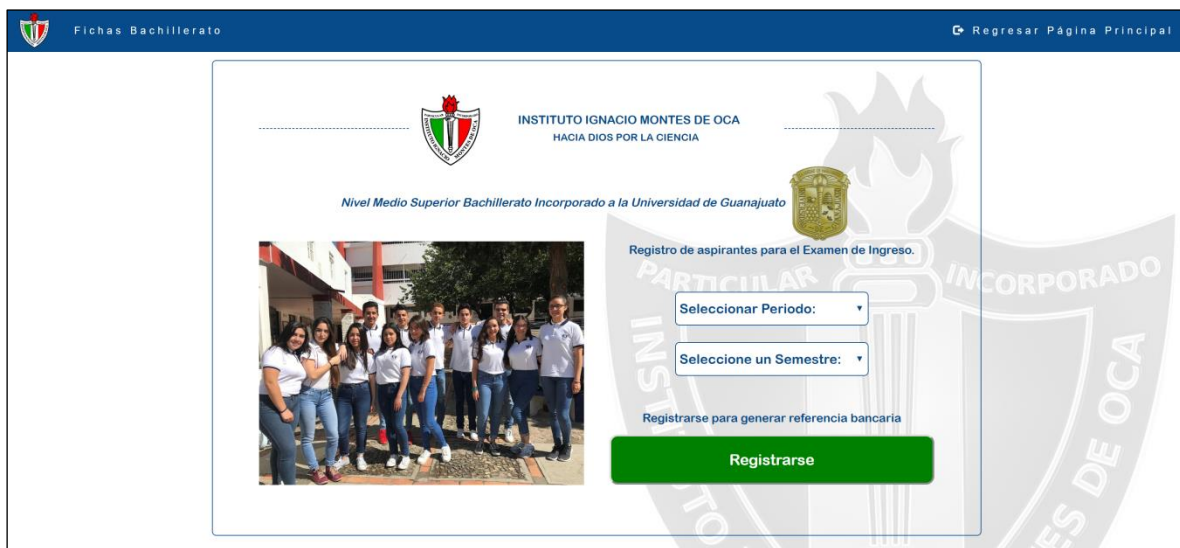 Fichas Bachillerato
Regresar Página Principal
INSTITUTO IGNACIO MONTES DE OCA
HACIA DIOS POR LA CIENCIA
Nivel Medio Superior Bachillerato Incorporado a la Universidad de Guanajuato
Registro de aspirantes para el Examen de Ingreso.
Seleccionar Periodo:
Seleccione un Semestre:
Registrarse para generar referencia bancaria
Registrarse
PARTICULAR
INCORPORADO
DE OCA